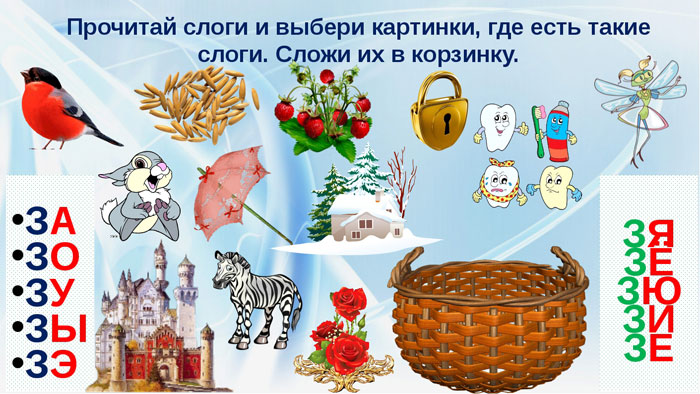 Прочитай слоги и выбери картинки, где есть такие
слоги. Сложи их в корзинку.
•ЗА
•ЗО
•ЗУ
•ЗЫ
•ЗЭ
ЗЯ
ЗЁ
ЗЮ
ЗИ
ЗЕ